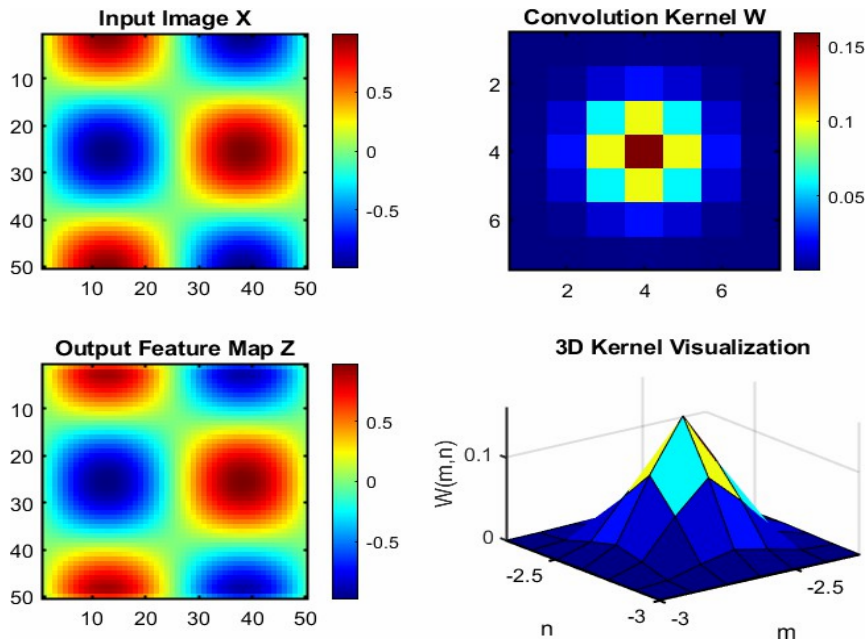 Input Image X
10
20
30
40
50
10 20 30 40 50
0.5
0
-0.5
Convolution Kernel W
2
4
6
2 4 6
0.15
0.1
0.05
Output Feature Map Z
10
20
30
40
50
10 20 30 40 50
0.5
0
-0.5
3D Kernel Visualization
W(m,n)
0.1
0
-2.5
-3
n
-3
-2.5
m